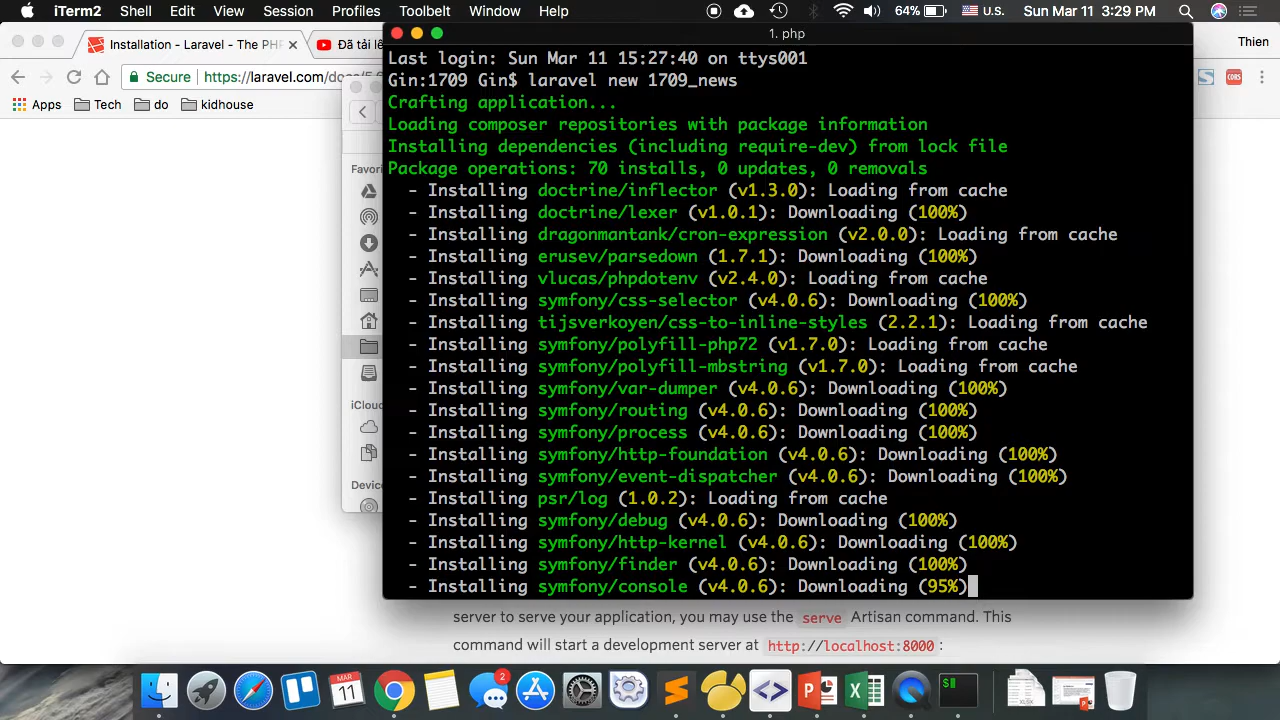 iTerm2 Shell Edit View Session Profiles Toolbelt Window Help 64% U.S. Sun Mar 11 3:29 PM
Installation - Laravel - The PH
Đã tải lê
1. php
Thien
Secure https://laravel.com/docs/5.6
CORS
Apps Tech do kidhouse
Favori
iCloud
Device
Last login: Sun Mar 11 15:27:40 on ttys001
Gin:1709 Gin$ laravel new 1709_news
Crafting application...
Loading composer repositories with package information
Installing dependencies (including require-dev) from lock file
Package operations: 70 installs, 0 updates, 0 removals
- Installing doctrine/inflector (v1.3.0): Loading from cache
- Installing doctrine/lexer (v1.0.1): Downloading (100%)
- Installing dragonmantank/cron-expression (v2.0.0): Loading from cache
- Installing erusev/parsedown (1.7.1): Downloading (100%)
- Installing vlucas/phpdotenv (v2.4.0): Loading from cache
- Installing symfony/css-selector (v4.0.6): Downloading (100%)
- Installing tijsverkoyen/css-to-inline-styles (2.2.1): Loading from cache
- Installing symfony/polyfill-php72 (v1.7.0): Loading from cache
- Installing symfony/polyfill-mbstring (v1.7.0): Loading from cache
- Installing symfony/var-dumper (v4.0.6): Downloading (100%)
- Installing symfony/routing (v4.0.6): Downloading (100%)
- Installing symfony/process (v4.0.6): Downloading (100%)
- Installing symfony/http-foundation (v4.0.6): Downloading (100%)
- Installing symfony/event-dispatcher (v4.0.6): Downloading (100%)
- Installing psr/log (1.0.2): Loading from cache
- Installing symfony/debug (v4.0.6): Downloading (100%)
- Installing symfony/http-kernel (v4.0.6): Downloading (100%)
- Installing symfony/finder (v4.0.6): Downloading (100%)
- Installing symfony/console (v4.0.6): Downloading (95%)
server to serve your application, you may use the serve Artisan command. This
command will start a development server at http://localhost:8000 :
MAR
11
2
XLSX